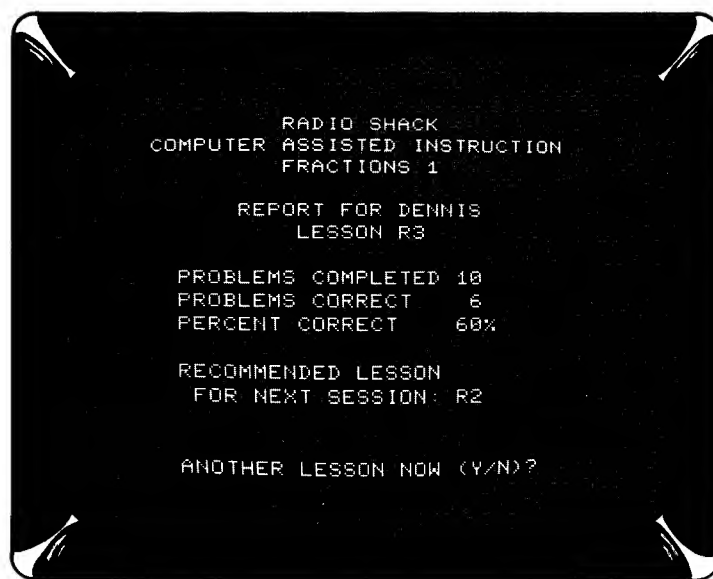 RADIO SHACK
COMPUTER ASSISTED INSTRUCTION
FRACTIONS 1
REPORT FOR DENNIS
LESSON R3
PROBLEMS COMPLETED 10
PROBLEMS CORRECT 6
PERCENT CORRECT 60%
RECOMMENDED LESSON
FOR NEXT SESSION: R2
ANOTHER LESSON NOW (Y/N)?